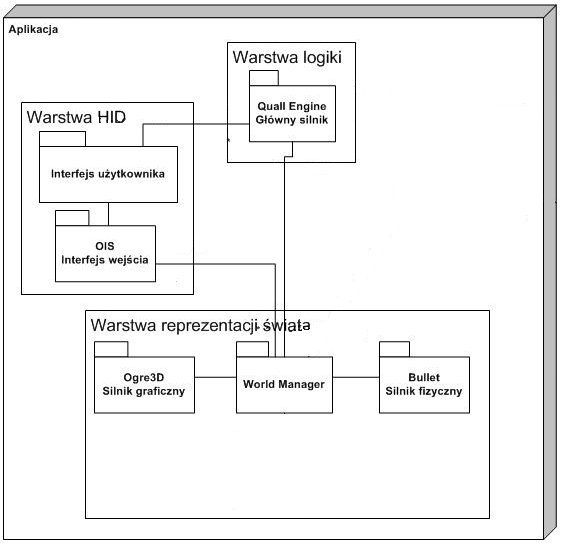 Aplikacja
Warstwa logiki
Quall Engine
Główny silnik
Warstwa HID
Interfejs użytkownika
OIS
Interfejs wejścia
Warstwa reprezentacji świata
Ogre3D
Silnik graficzny
World Manager
Bullet
Silnik fizyczny